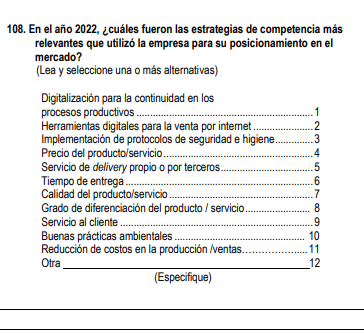 108. En el año 2022, ¿cuáles fueron las estrategias de competencia más
relevantes que utilizó la empresa para su posicionamiento en el
mercado?
(Lea y seleccione una o más alternativas)
Digitalización para la continuidad en los
procesos productivos ........................................................ 1
Herramientas digitales para la venta por internet ................... 2
Implementación de protocolos de seguridad e higiene............. 3
Precio del producto/servicio ................................................ 4
Servicio de delivery propio o por terceros.............................. 5
Tiempo de entrega ............................................................ 6
Calidad del producto/servicio .............................................. 7
Grado de diferenciación del producto / servicio...................... 8
Servicio al cliente .............................................................. 9
Buenas prácticas ambientales ........................................... 10
Reducción de costos en la producción /ventas...................... 11
Otra ____________________________________________12
(Especifique)